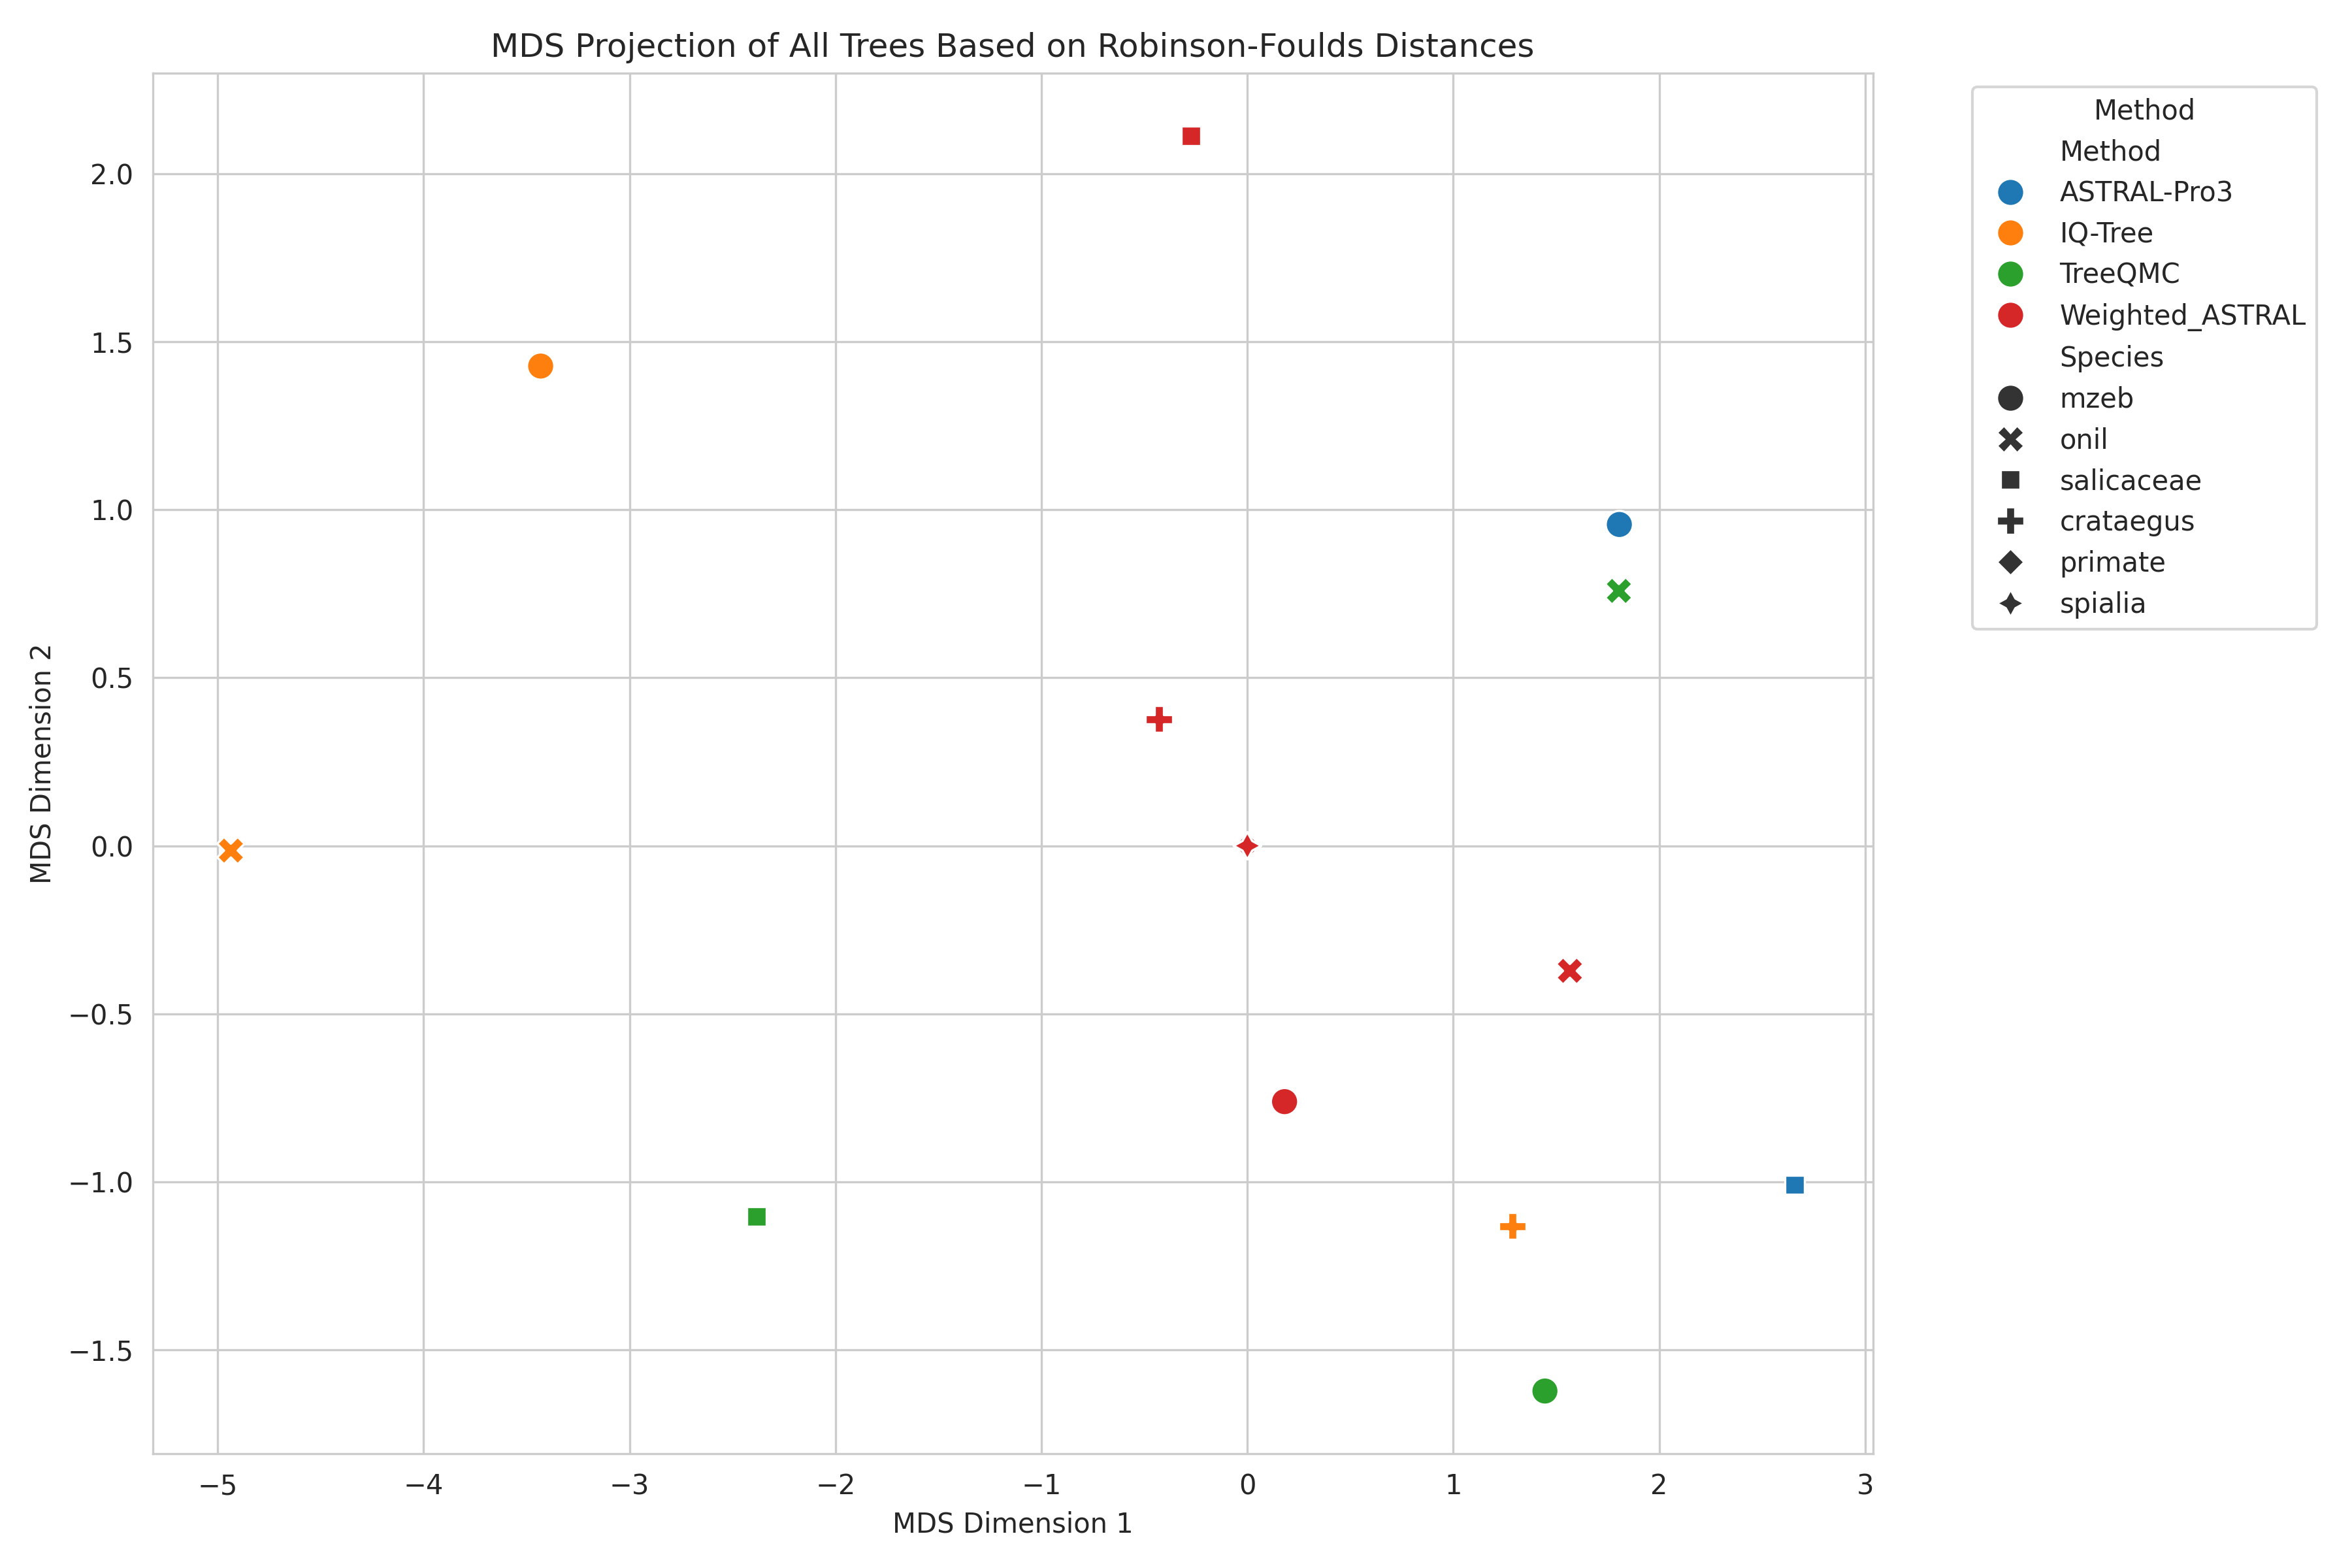 MDS Projection of All Trees Based on Robinson-Foulds Distances
Method
Method
ASTRAL-Pro3
IQ-Tree
TreeQMC
Weighted_ASTRAL
Species
mzeb
onil
salicaceae
crataegus
primate
spialia
MDS Dimension 2
2.0
1.5
1.0
0.5
0.0
−0.5
−1.0
−1.5
−5 −4 −3 −2 −1 0 1 2 3
MDS Dimension 1